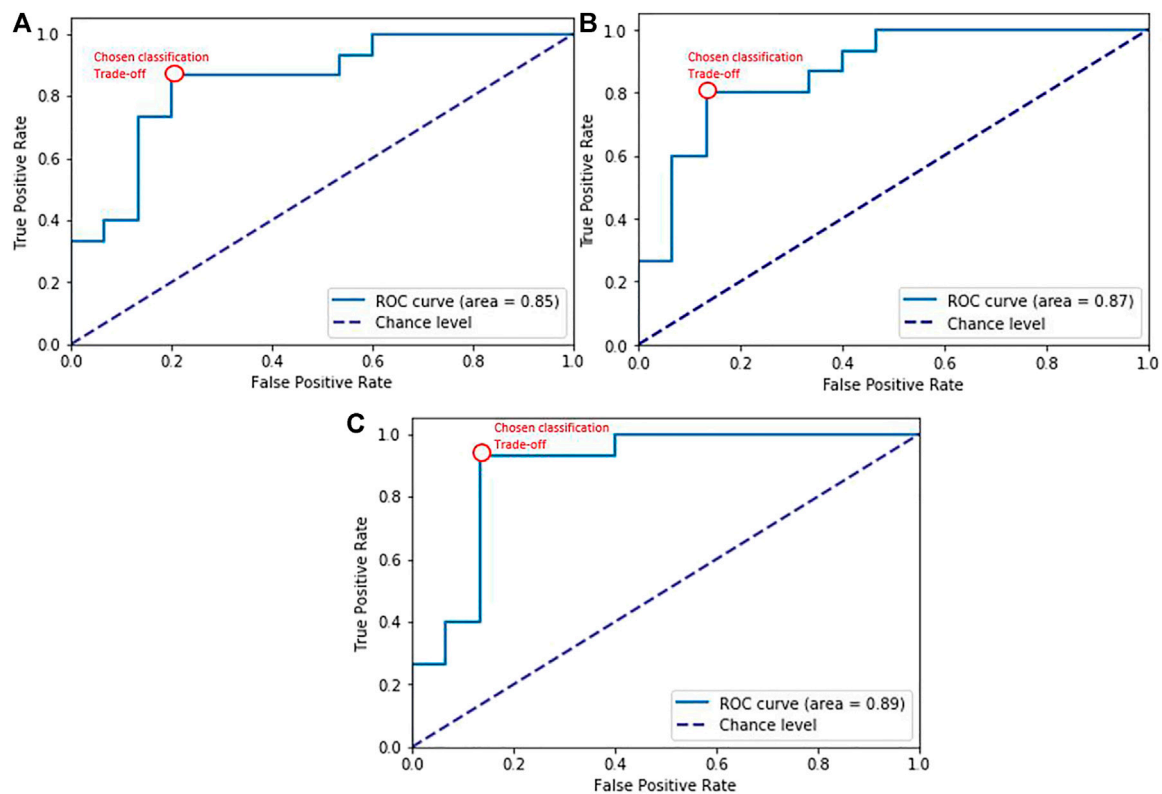 A
Chosen classification
Trade-off
True Positive Rate
1.0
0.8
0.6
0.4
0.2
0.0
ROC curve (area = 0.85)
Chance level
0.0 0.2 0.4 0.6 0.8 1.0
False Positive Rate
B
Chosen classification
Trade-off
True Positive Rate
1.0
0.8
0.6
0.4
0.2
0.0
ROC curve (area = 0.87)
Chance level
0.0 0.2 0.4 0.6 0.8 1.0
False Positive Rate
C
Chosen classification
Trade-off
True Positive Rate
1.0
0.8
0.6
0.4
0.2
0.0
ROC curve (area = 0.89)
Chance level
0.0 0.2 0.4 0.6 0.8 1.0
False Positive Rate